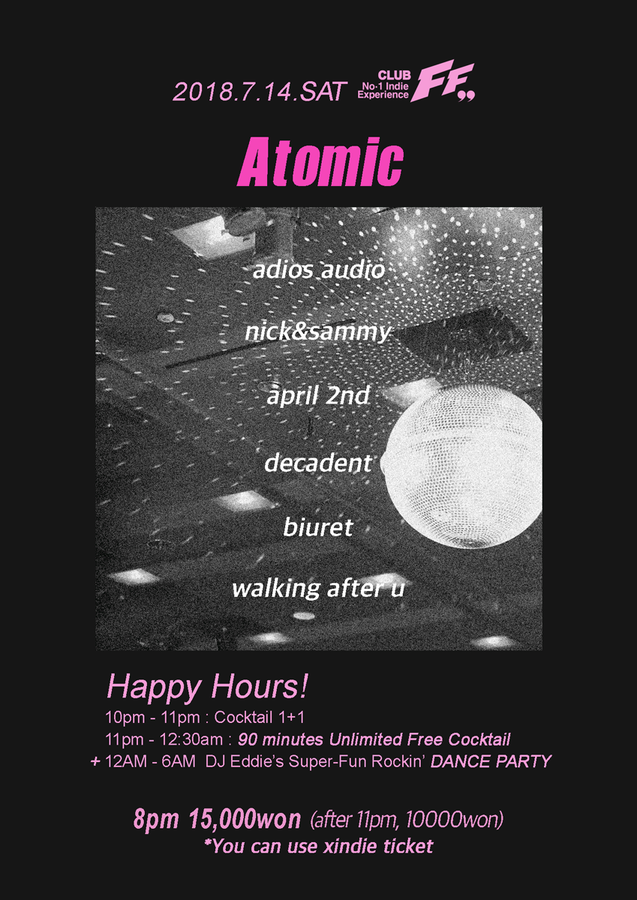 2018.7.14.SAT
CLUB
No.1 Indie
Experience
FF,,
Atomic
adios audio
nick&sammy
april 2nd
decadent
biuret
walking after u
Happy Hours!
10pm - 11pm : Cocktail 1+1
11pm - 12:30am : 90 minutes Unlimited Free Cocktail
+ 12AM - 6AM DJ Eddie's Super-Fun Rockin' DANCE PARTY
8pm 15,000won (after 11pm, 10000won)
*You can use xindie ticket